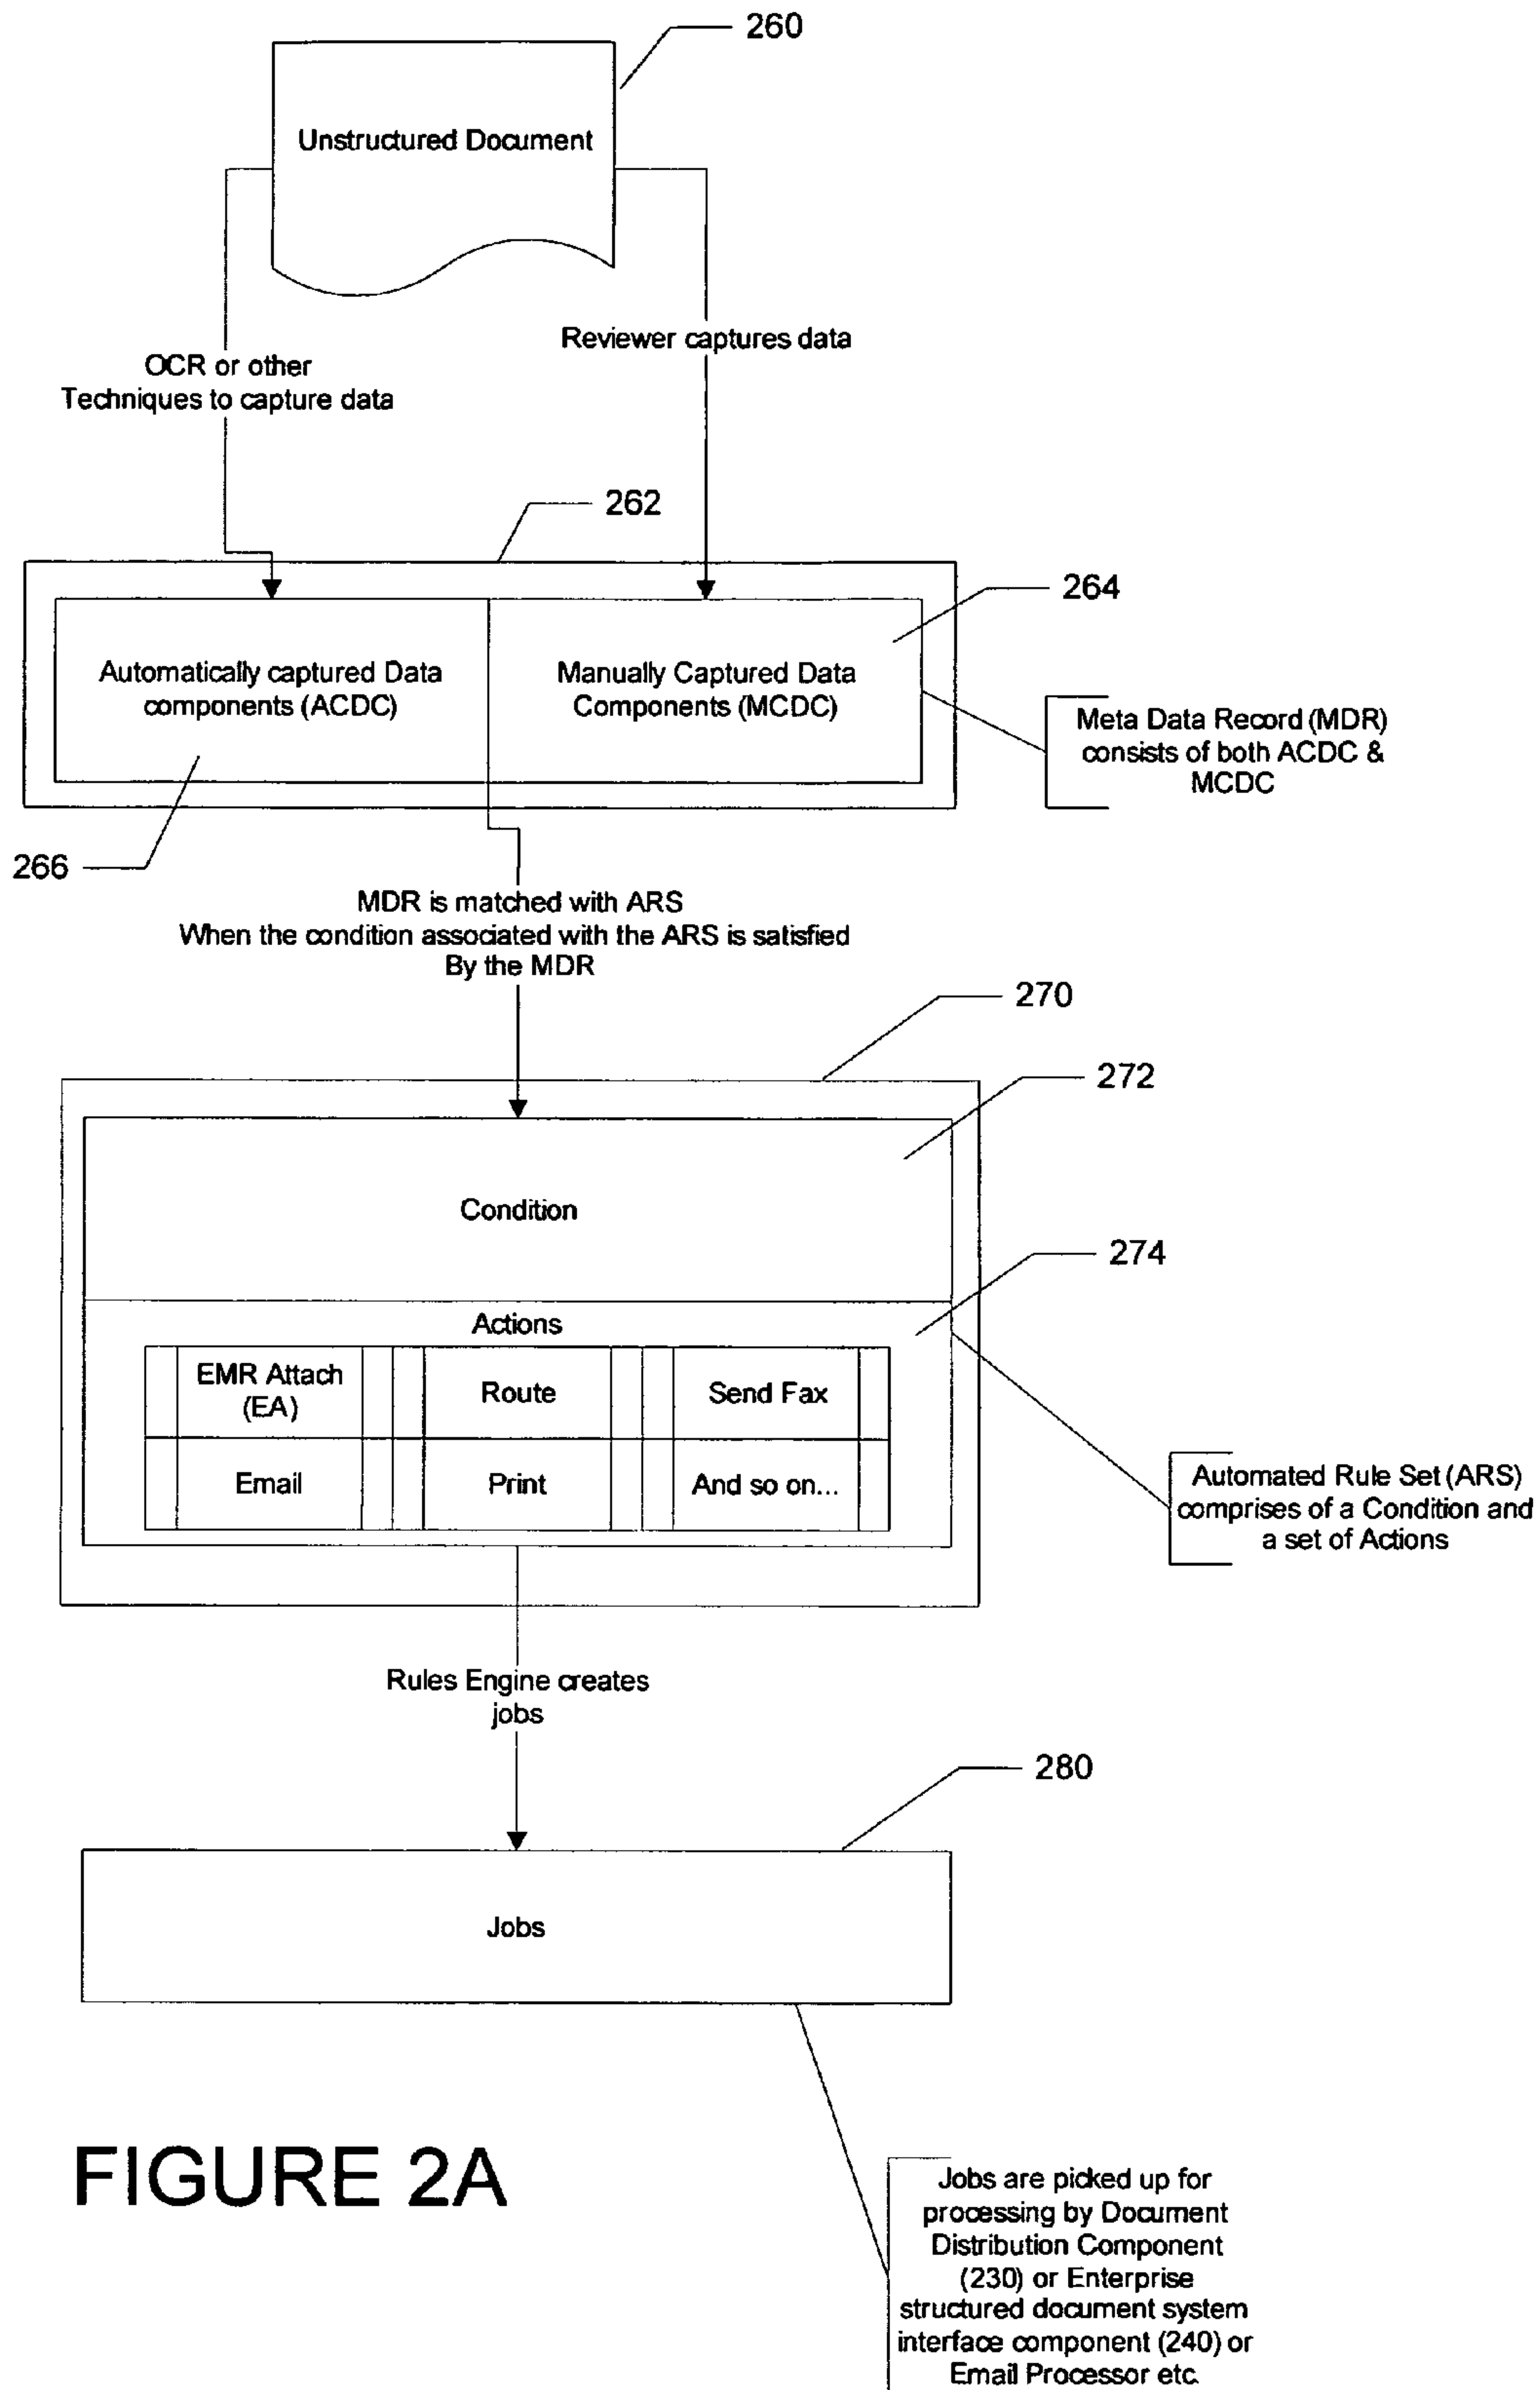 260
Unstructured Document
Reviewer captures data
OCR or other
Techniques to capture data
262
264
Automatically captured Data
components (ACDC)
Manually Captured Data
Components (MCDC)
Meta Data Record (MDR)
consists of both ACDC &
MCDC
266
MDR is matched with ARS
When the condition associated with the ARS is satisfied
By the MDR
270
272
Condition
274
Actions
EMR Attach
(EA)
Route
Send Fax
Email
Print
And so on...
Automated Rule Set (ARS)
comprises of a Condition and
a set of Actions
Rules Engine creates
jobs
280
Jobs
FIGURE 2A
Jobs are picked up for
processing by Document
Distribution Component
(230) or Enterprise
structured document system
interface component (240) or
Email Processor etc.